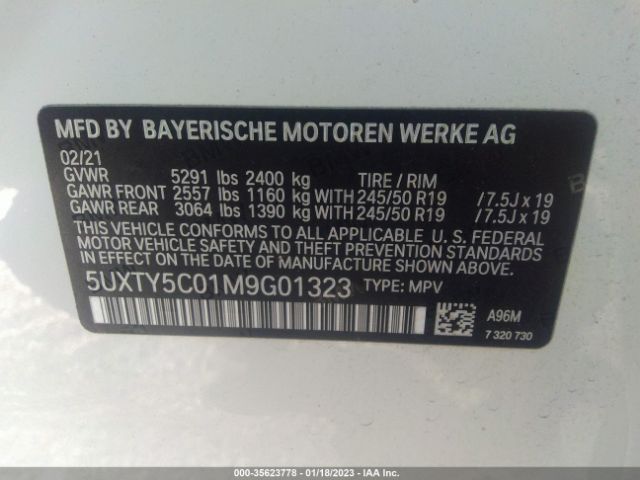 MFD BY BAYERISCHE MOTOREN WERKE AG
02/21
GVWR 5291 lbs 2400 kg TIRE / RIM
GAWR FRONT 2557 lbs 1160 kg WITH 245/50 R19 / 7.5J x 19
GAWR REAR 3064 lbs 1390 kg WITH 245/50 R19 / 7.5J x 19
THIS VEHICLE CONFORMS TO ALL APPLICABLE U. S. FEDERAL
MOTOR VEHICLE SAFETY AND THEFT PREVENTION STANDARDS
IN EFFECT ON THE DATE OF MANUFACTURE SHOWN ABOVE.
5UXTY5C01M9G01323 TYPE: MPV
A96M
7 320 730
000-35623778 - 01/18/2023 - IAAI.COM